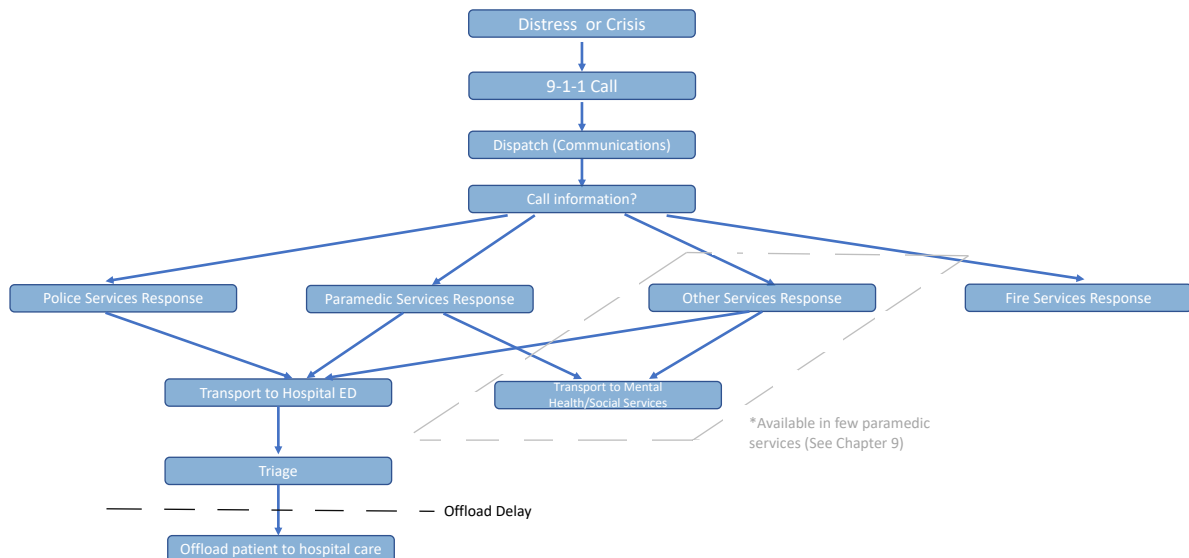 Distress or Crisis
9-1-1 Call
Dispatch (Communications)
Call information?
Police Services Response
Paramedic Services Response
Other Services Response
Fire Services Response
Transport to Hospital ED
Transport to Mental
Health/Social Services
*Available in few paramedic
services (See Chapter 9)
Triage
Offload Delay
Offload patient to hospital care